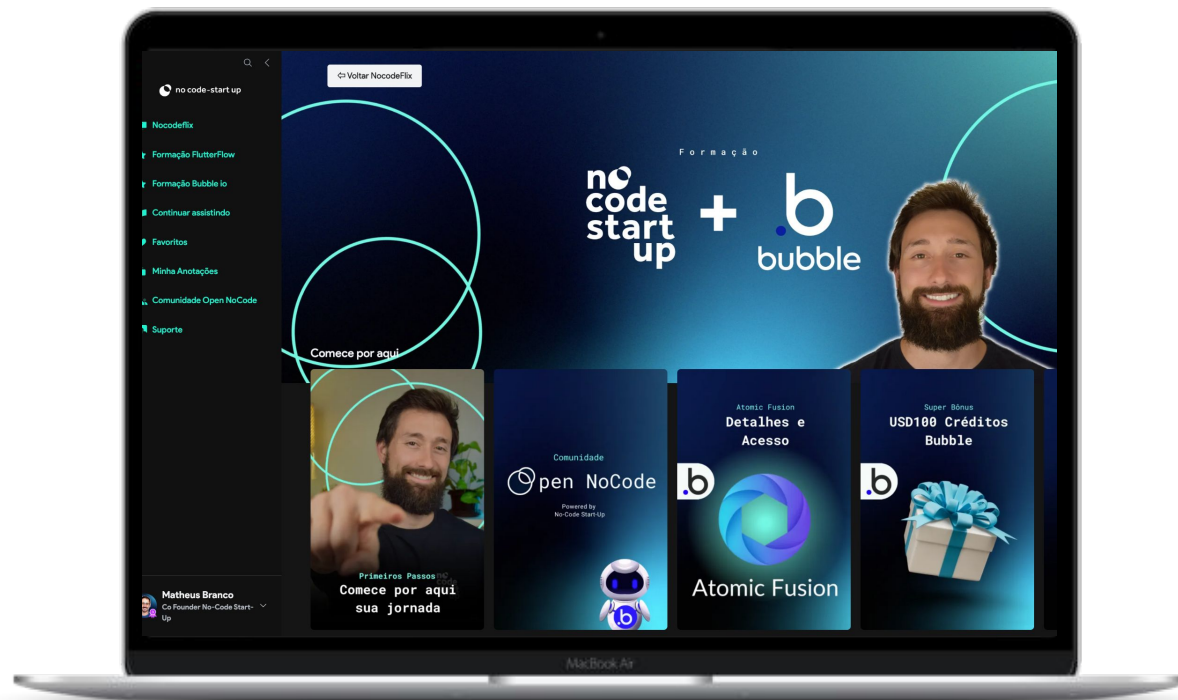 no code-start up
Nocodeflix
Formação FlutterFlow
Formação Bubble io
Continuar assistindo
Favoritos
Minha Anotações
Comunidade Open NoCode
Suporte
Matheus Branco
Co Founder No-Code Start-
Up
⇦ Voltar NocodeFlix
Formação
no
code
start
up
+
.b
bubble
Comece por aqui
Primeiros Passos
Comece por aqui
sua jornada
Comunidade
Open NoCode
Powered by
No-Code Start-Up
.b
Atomic Fusion
Detalhes e
Acesso
.b
Atomic Fusion
Super Bônus
USD100 Créditos
Bubble
.b
MacBook Air